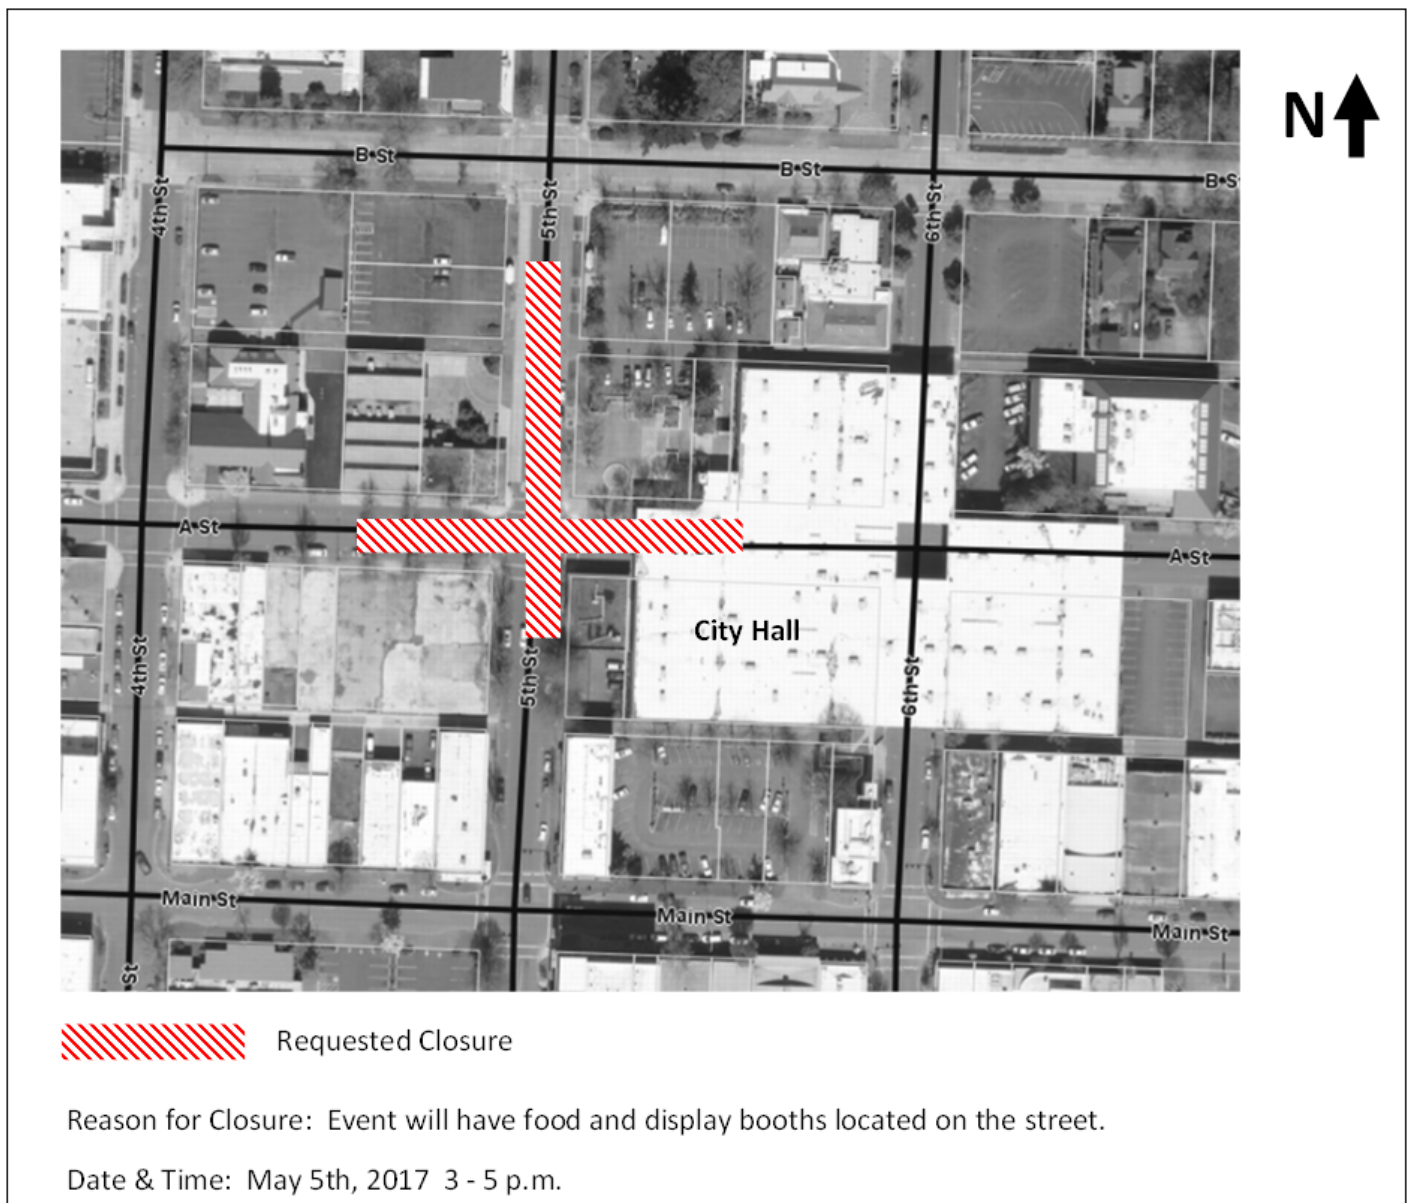 N
B St
B St
B S
4th St
5th St
6th St
A St
A St
City Hall
4th St
5th St
6th St
Main St
Main St
Main St
St
Requested Closure
Reason for Closure: Event will have food and display booths located on the street.
Date & Time: May 5th, 2017 3 - 5 p.m.